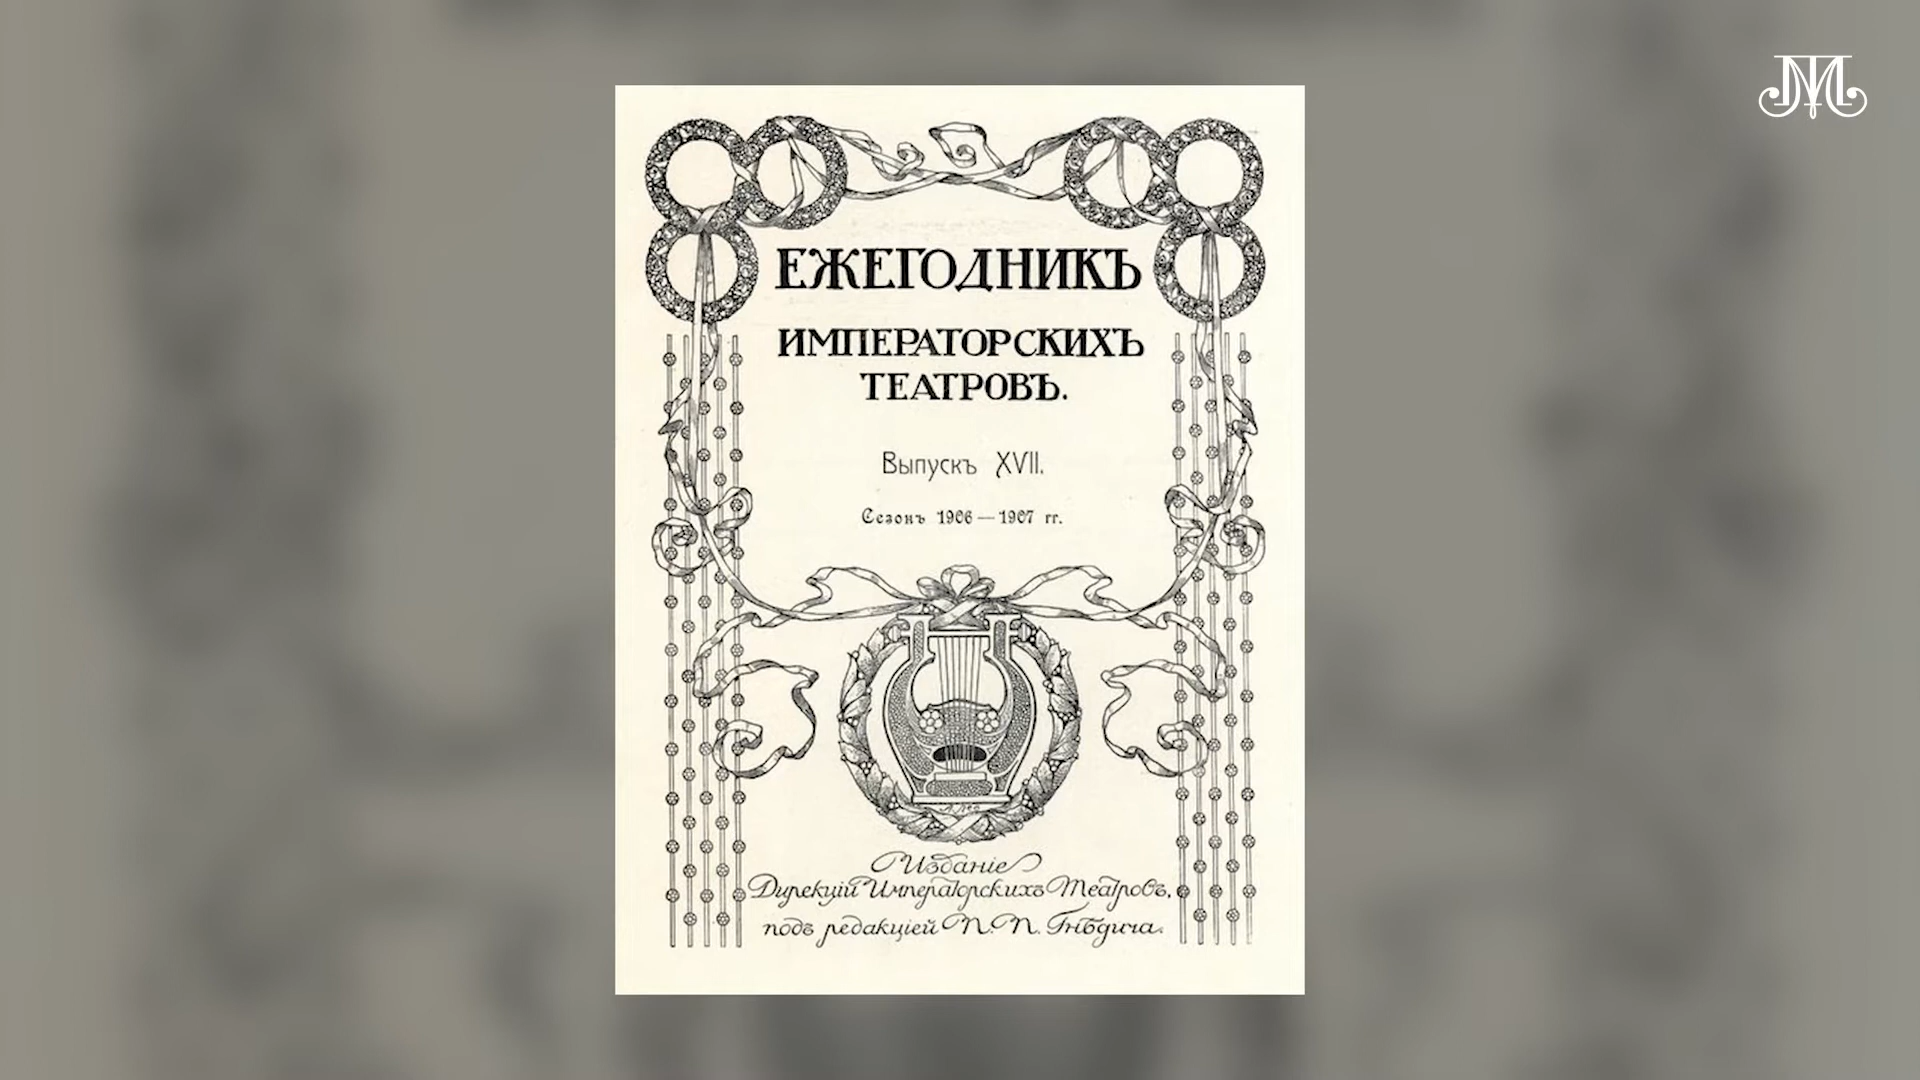 ЕЖЕГОДНИКЪ
ИМПЕРАТОРСКИХЪ
ТЕАТРОВЪ.
Выпускъ XVII.
Сезонъ 1906 — 1907 гг.
Изданіе
Дирекціи Императорскихъ Театровъ,
подъ редакціей П. П. Гнѣдича.